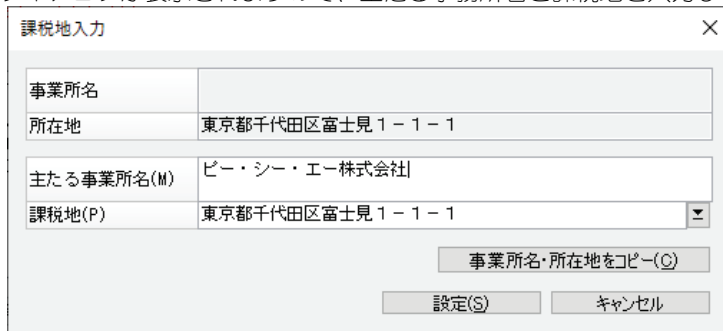 課税地入力
事業所名
所在地 東京都千代田区富士見1-1-1
主たる事業所名(M) ピー・シー・エー株式会社
課税地(P) 東京都千代田区富士見1-1-1
事業所名・所在地をコピー(C)
設定(S) キャンセル